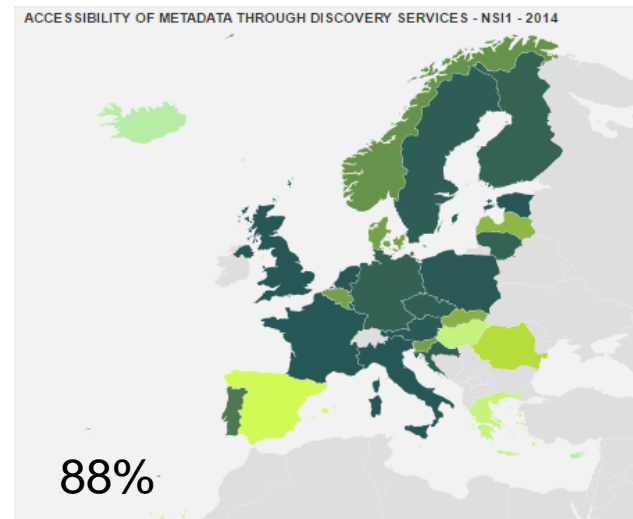 ACCESSIBILITY OF METADATA THROUGH DISCOVERY SERVICES - NSI1 - 2014
88%